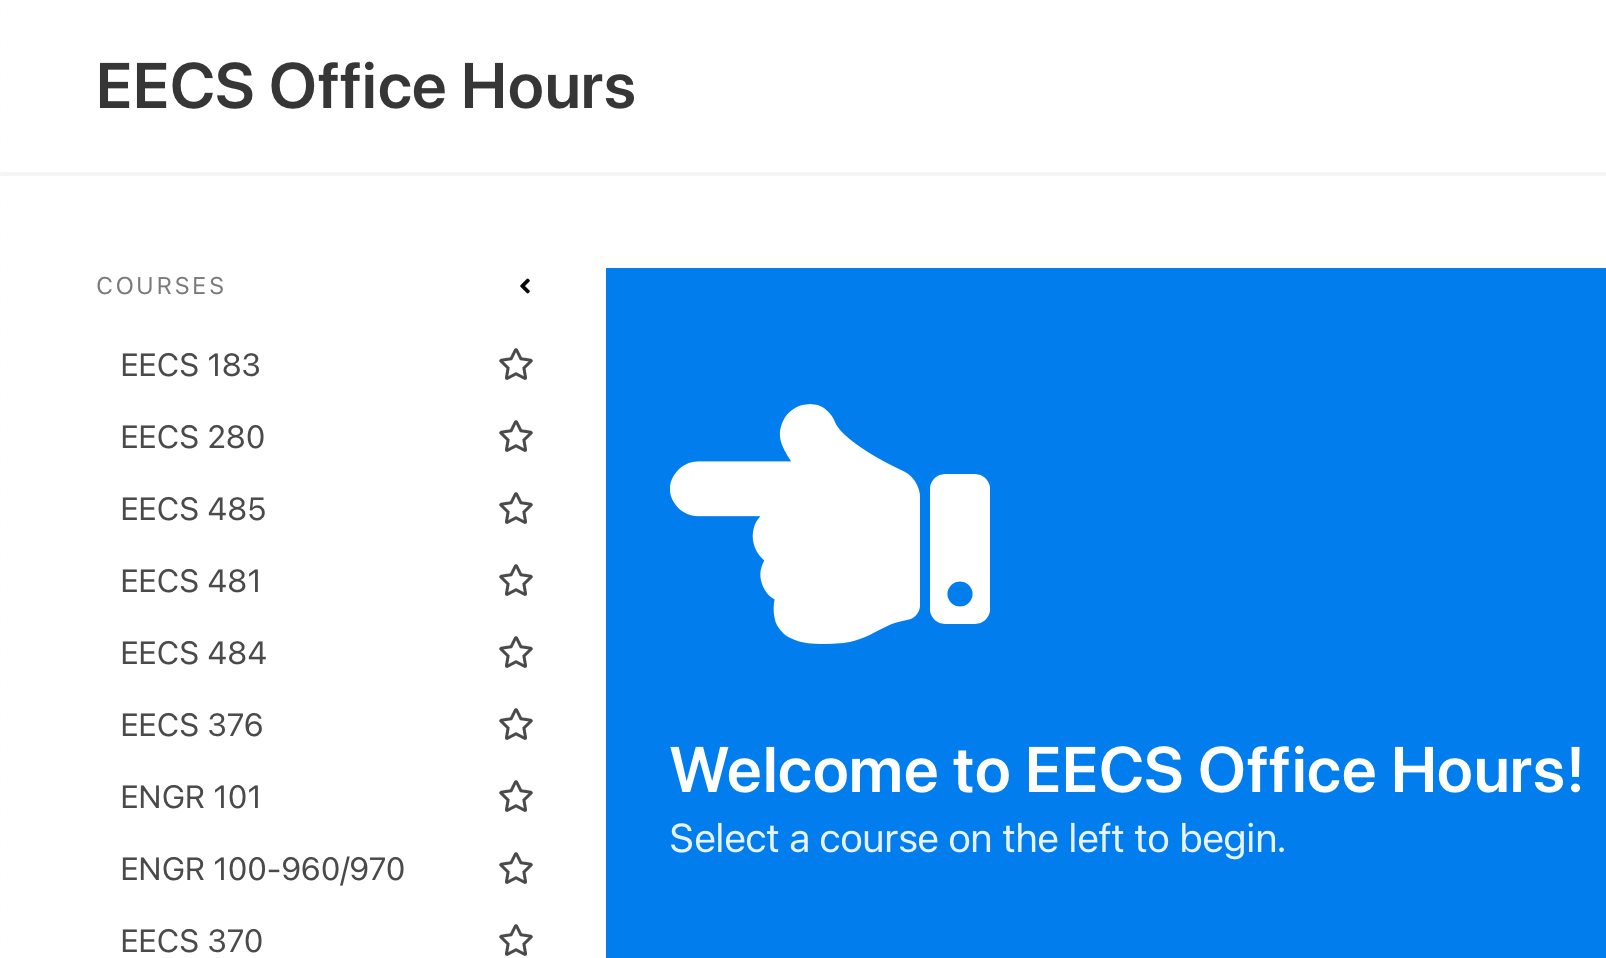 EECS Office Hours
COURSES
EECS 183
EECS 280
EECS 485
EECS 481
EECS 484
EECS 376
ENGR 101
ENGR 100-960/970
EECS 370
Welcome to EECS Office Hours!
Select a course on the left to begin.